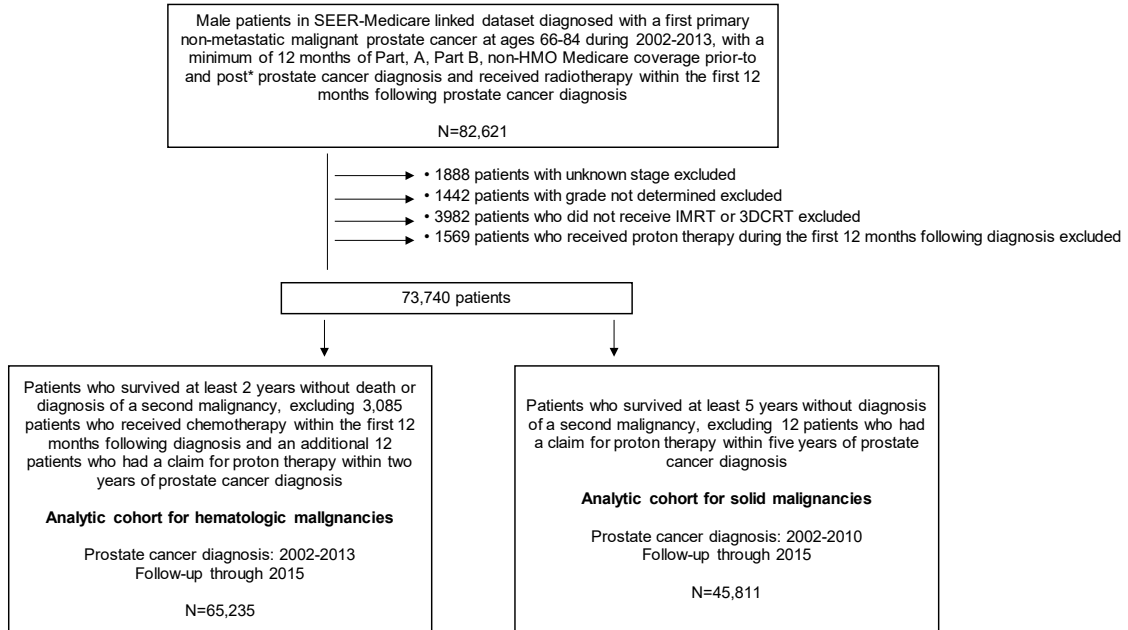 Male patients in SEER-Medicare linked dataset diagnosed with a first primary
non-metastatic malignant prostate cancer at ages 66-84 during 2002-2013, with a
minimum of 12 months of Part, A, Part B, non-HMO Medicare coverage prior-to
and post* prostate cancer diagnosis and received radiotherapy within the first 12
months following prostate cancer diagnosis
N=82,621
• 1888 patients with unknown stage excluded
• 1442 patients with grade not determined excluded
• 3982 patients who did not receive IMRT or 3DCRT excluded
• 1569 patients who received proton therapy during the first 12 months following diagnosis excluded
73,740 patients
Patients who survived at least 2 years without death or
diagnosis of a second malignancy, excluding 3,085
patients who received chemotherapy within the first 12
months following diagnosis and an additional 12
patients who had a claim for proton therapy within two
years of prostate cancer diagnosis
Analytic cohort for hematologic mallgnancies
Prostate cancer diagnosis: 2002-2013
Follow-up through 2015
N=65,235
Patients who survived at least 5 years without diagnosis
of a second malignancy, excluding 12 patients who had
a claim for proton therapy within five years of prostate
cancer diagnosis
Analytic cohort for solid malignancies
Prostate cancer diagnosis: 2002-2010
Follow-up through 2015
N=45,811